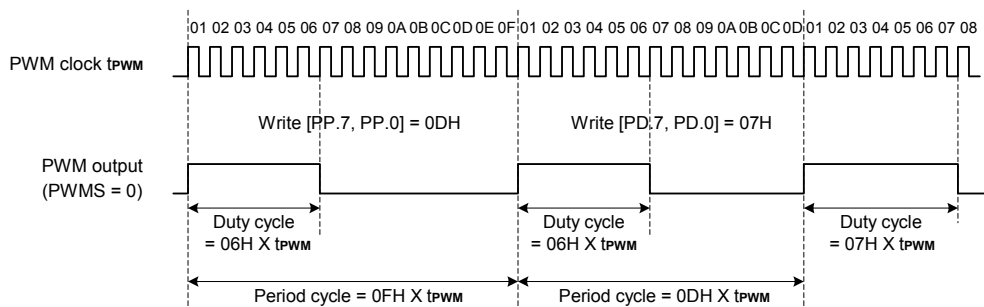 01 02 03 04 05 06 07 08 09 0A 0B 0C 0D 0E 0F 01 02 03 04 05 06 07 08 09 0A 0B 0C 0D 01 02 03 04 05 06 07 08
PWM clock tPWM
Write [PP.7, PP.0] = 0DH
Write [PD.7, PD.0] = 07H
PWM output
(PWMS = 0)
Duty cycle
= 06H X tPWM
Duty cycle
= 06H X tPWM
Duty cycle
= 07H X tPWM
Period cycle = 0FH X tPWM
Period cycle = 0DH X tPWM